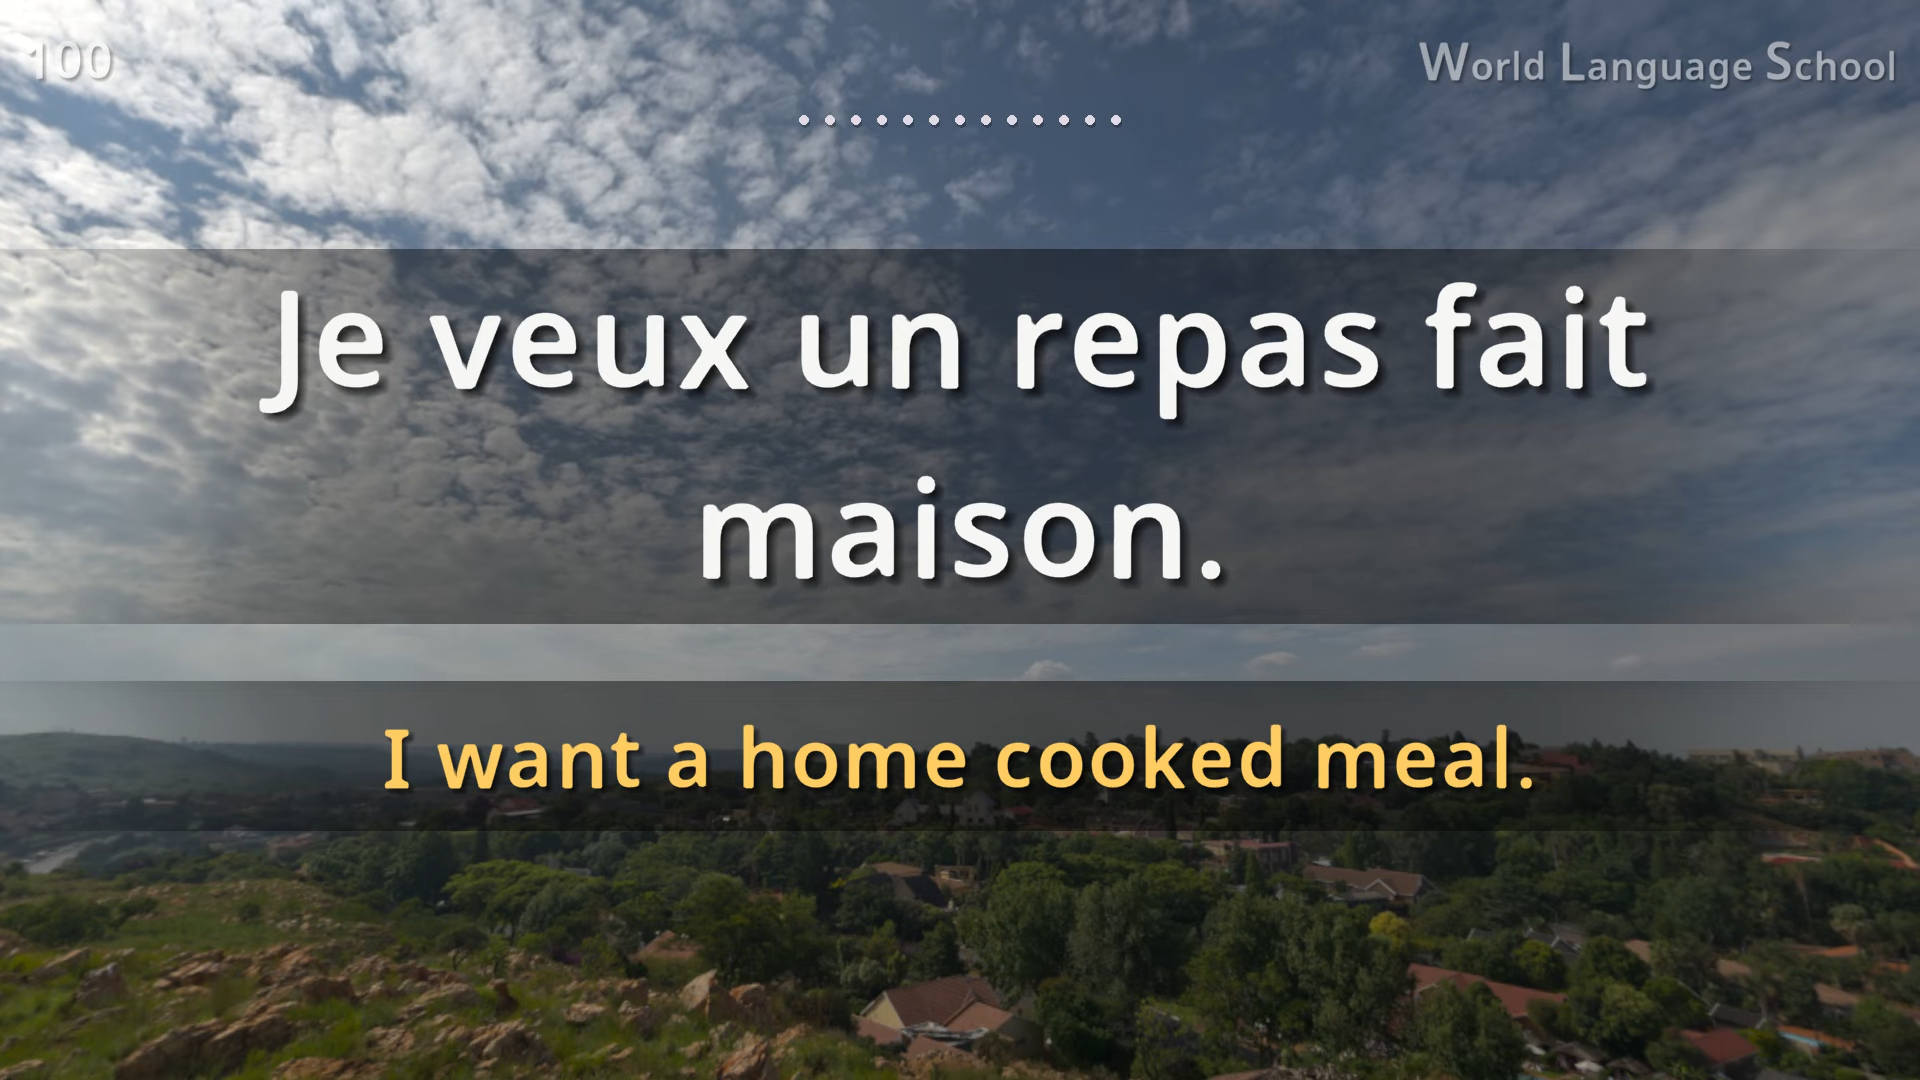 100
World Language School
Je veux un repas fait
maison.
I want a home cooked meal.